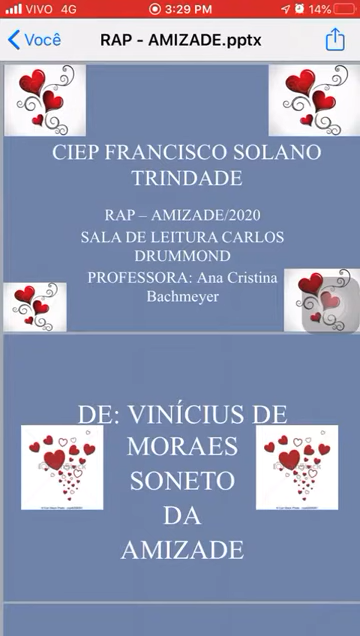 VIVO 4G 3:29 PM 14%
Você RAP - AMIZADE.pptx
CIEP FRANCISCO SOLANO
TRINDADE
RAP – AMIZADE/2020
SALA DE LEITURA CARLOS
DRUMMOND
PROFESSORA: Ana Cristina
Bachmeyer
DE: VINÍCIUS DE
MORAES
SONETO
DA
AMIZADE